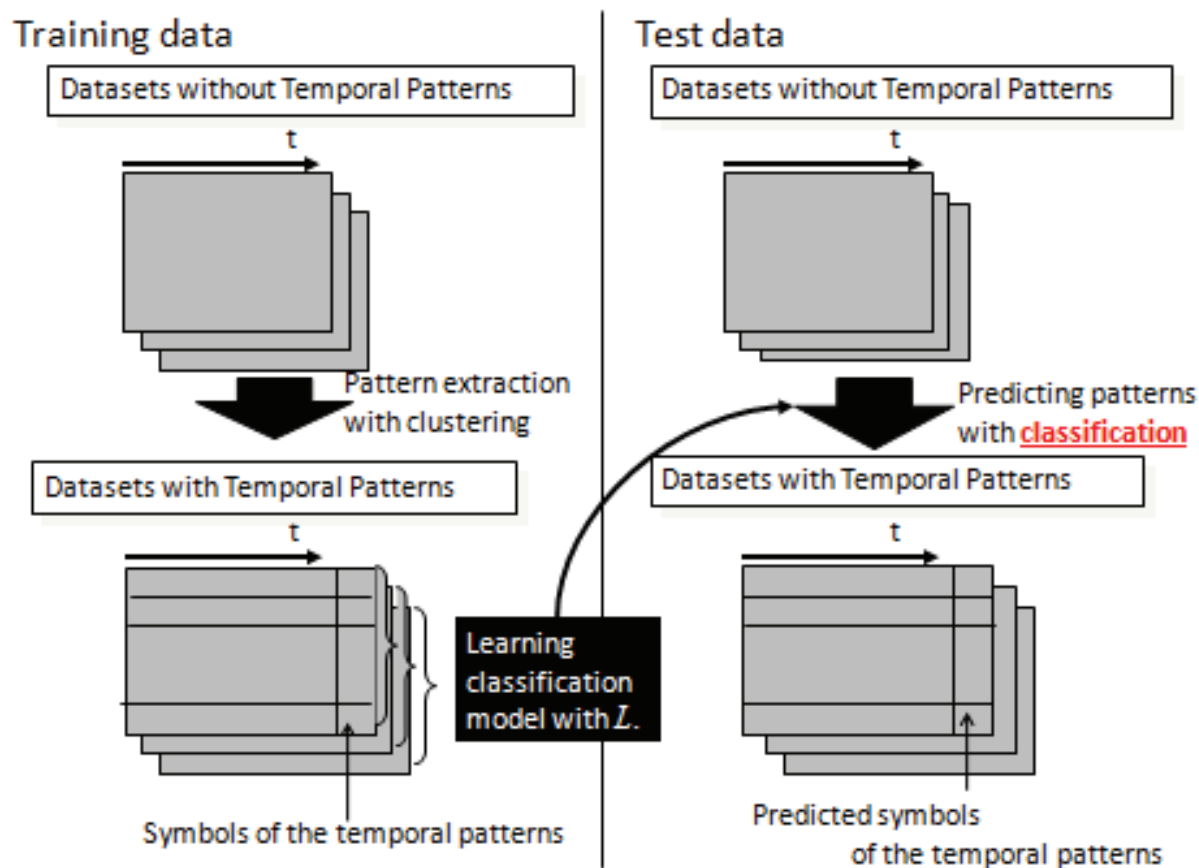 Training data
Datasets without Temporal Patterns
t
Pattern extraction
with clustering
Datasets with Temporal Patterns
t
Symbols of the temporal patterns
Learning
classification
model with L.
Test data
Datasets without Temporal Patterns
t
Predicting patterns
with classification
Datasets with Temporal Patterns
t
Predicted symbols
of the temporal patterns